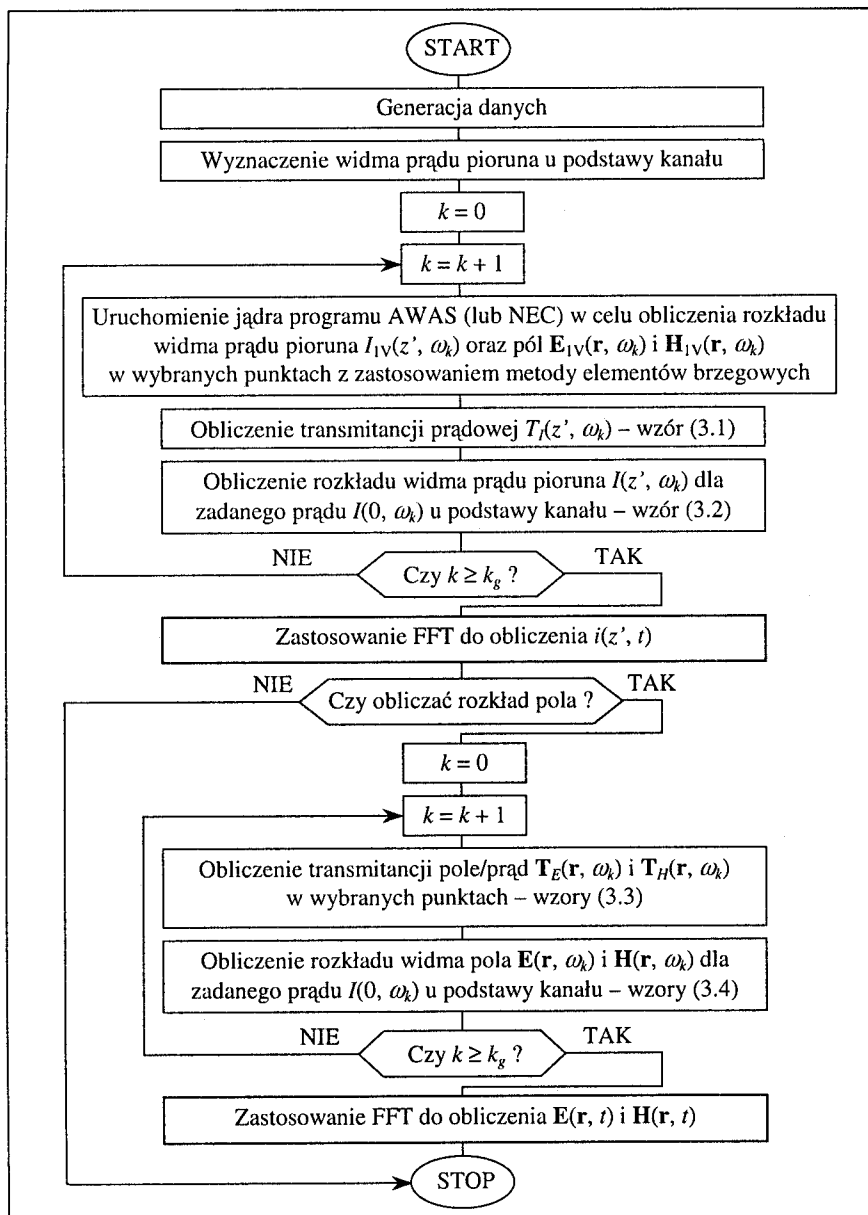 START
Generacja danych
Wyznaczenie widma prądu pioruna u podstawy kanału
k = 0
k = k + 1
Uruchomienie jądra programu AWAS (lub NEC) w celu obliczenia rozkładu
widma prądu pioruna I₁ᵥ(z’, ωₖ) oraz pól E₁ᵥ(r, ωₖ) i H₁ᵥ(r, ωₖ)
w wybranych punktach z zastosowaniem metody elementów brzegowych
Obliczenie transmitancji prądowej T_I(z’, ωₖ) – wzór (3.1)
Obliczenie rozkładu widma prądu pioruna I(z’, ωₖ) dla
zadanego prądu I(0, ωₖ) u podstawy kanału – wzór (3.2)
NIE
TAK
Czy k ≥ k_g ?
Zastosowanie FFT do obliczenia i(z’, t)
NIE
TAK
Czy obliczać rozkład pola ?
k = 0
k = k + 1
Obliczenie transmitancji pole/prąd T_E(r, ωₖ) i T_H(r, ωₖ)
w wybranych punktach – wzory (3.3)
Obliczenie rozkładu widma pola E(r, ωₖ) i H(r, ωₖ) dla
zadanego prądu I(0, ωₖ) u podstawy kanału – wzory (3.4)
NIE
TAK
Czy k ≥ k_g ?
Zastosowanie FFT do obliczenia E(r, t) i H(r, t)
STOP